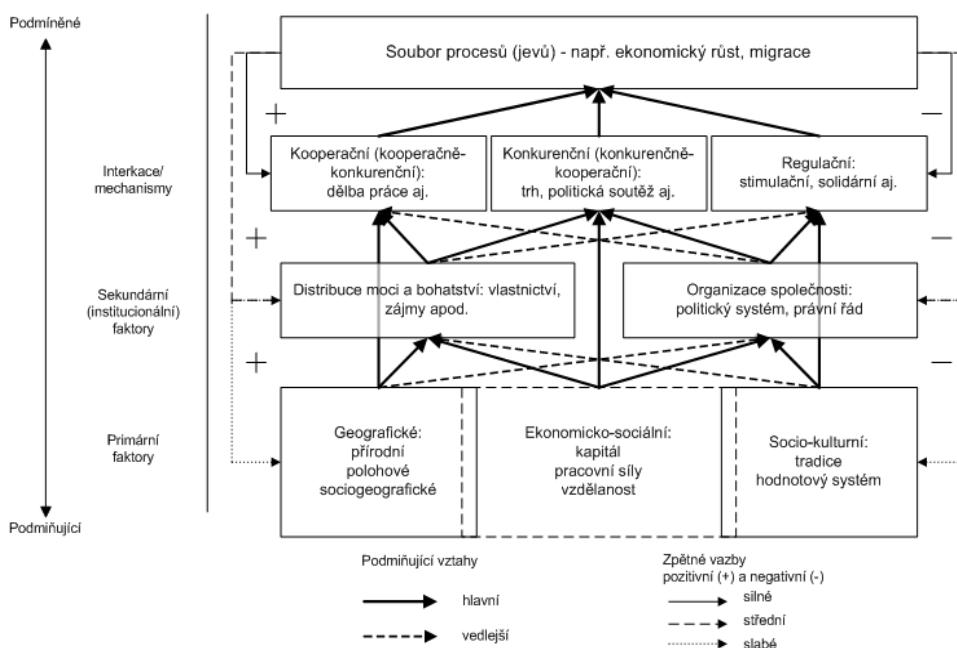 Podmíněné
Soubor procesů (jevů) - např. ekonomický růst, migrace
+
−
Interkace/
mechanismy
Kooperační (kooperačně-
konkurenční):
dělba práce aj.
Konkurenční (konkurenčně-
kooperační):
trh, politická soutěž aj.
Regulační:
stimulační, solidární aj.
+
−
Sekundární
(institucionální)
faktory
Distribuce moci a bohatství: vlastnictví,
zájmy apod.
Organizace společnosti:
politický systém, právní řád
+
−
Primární
faktory
Geografické:
přírodní
polohové
sociogeografické
Ekonomicko-sociální:
kapitál
pracovní síly
vzdělanost
Socio-kulturní:
tradice
hodnotový systém
Podmiňující
Podmiňující vztahy
hlavní
vedlejší
Zpětné vazby
pozitivní (+) a negativní (-)
silné
střední
slabé